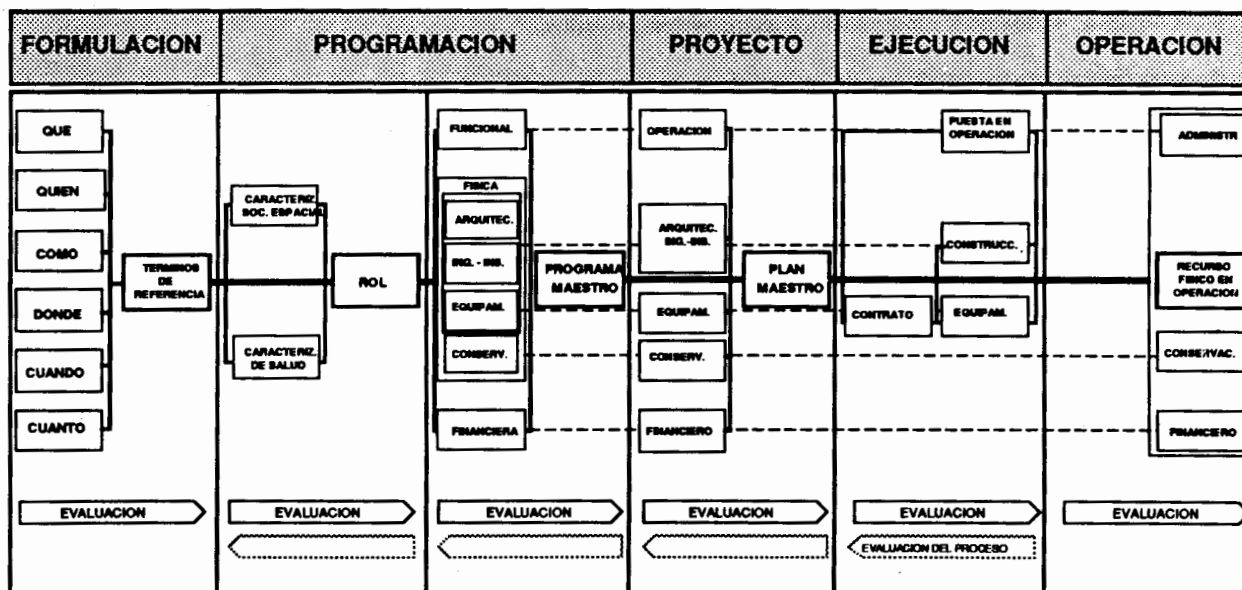 FORMULACION
PROGRAMACION
PROYECTO
EJECUCION
OPERACION
QUE
QUIEN
COMO
DONDE
CUANDO
CUANTO
TERMINOS
DE
REFERENCIA
CARACTERIZ.
SOC. ESPACIAL
CARACTERIZ.
DE SALUD
ROL
FUNCIONAL
FISICA
ARQUITEC.
ING. - INS.
EQUIPAM.
CONSERV.
FINANCIERA
PROGRAMA
MAESTRO
OPERACION
ARQUITEC.
ING.-INS.
EQUIPAM.
CONSERV.
FINANCIERO
PLAN
MAESTRO
PUESTA EN
OPERACION
CONSTRUCC.
CONTRATO
EQUIPAM.
ADMINISTR
RECURSO
FISICO EN
OPERACION
CONSERVAC.
FINANCIERO
EVALUACION
EVALUACION
EVALUACION
EVALUACION
EVALUACION
EVALUACION
EVALUACION DEL PROCESO